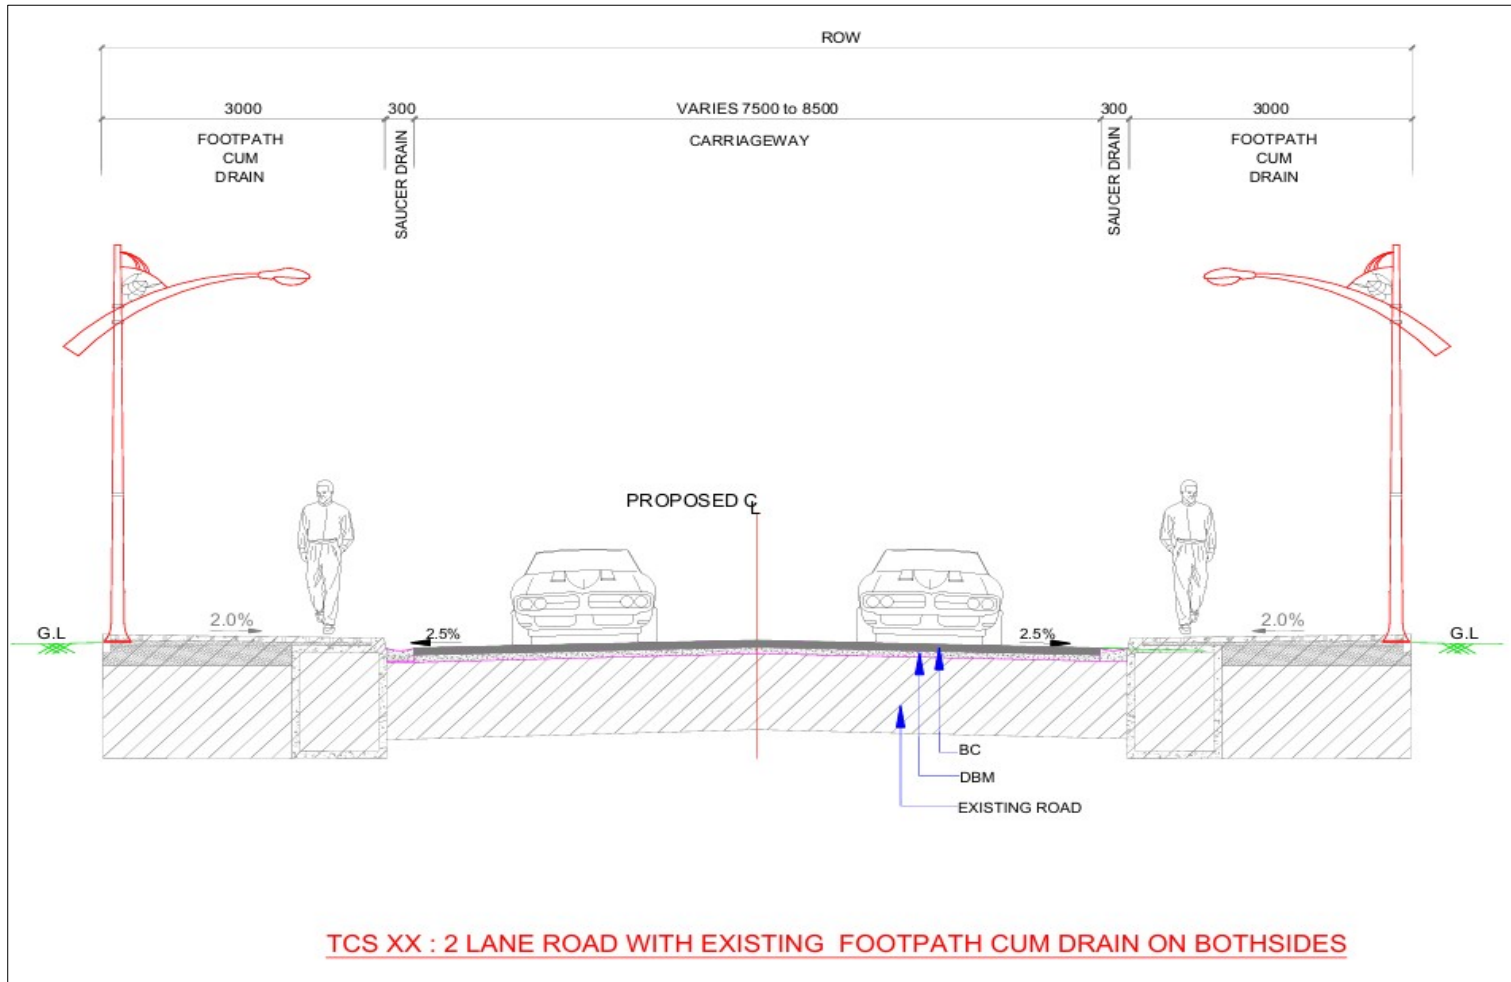 ROW
3000
300
VARIES 7500 to 8500
300
3000
FOOTPATH
CUM
DRAIN
SAUCER DRAIN
CARRIAGEWAY
SAUCER DRAIN
FOOTPATH
CUM
DRAIN
PROPOSED CL
2.0%
2.0%
G.L
2.5%
2.5%
G.L
BC
DBM
EXISTING ROAD
TCS XX : 2 LANE ROAD WITH EXISTING FOOTPATH CUM DRAIN ON BOTHSIDES